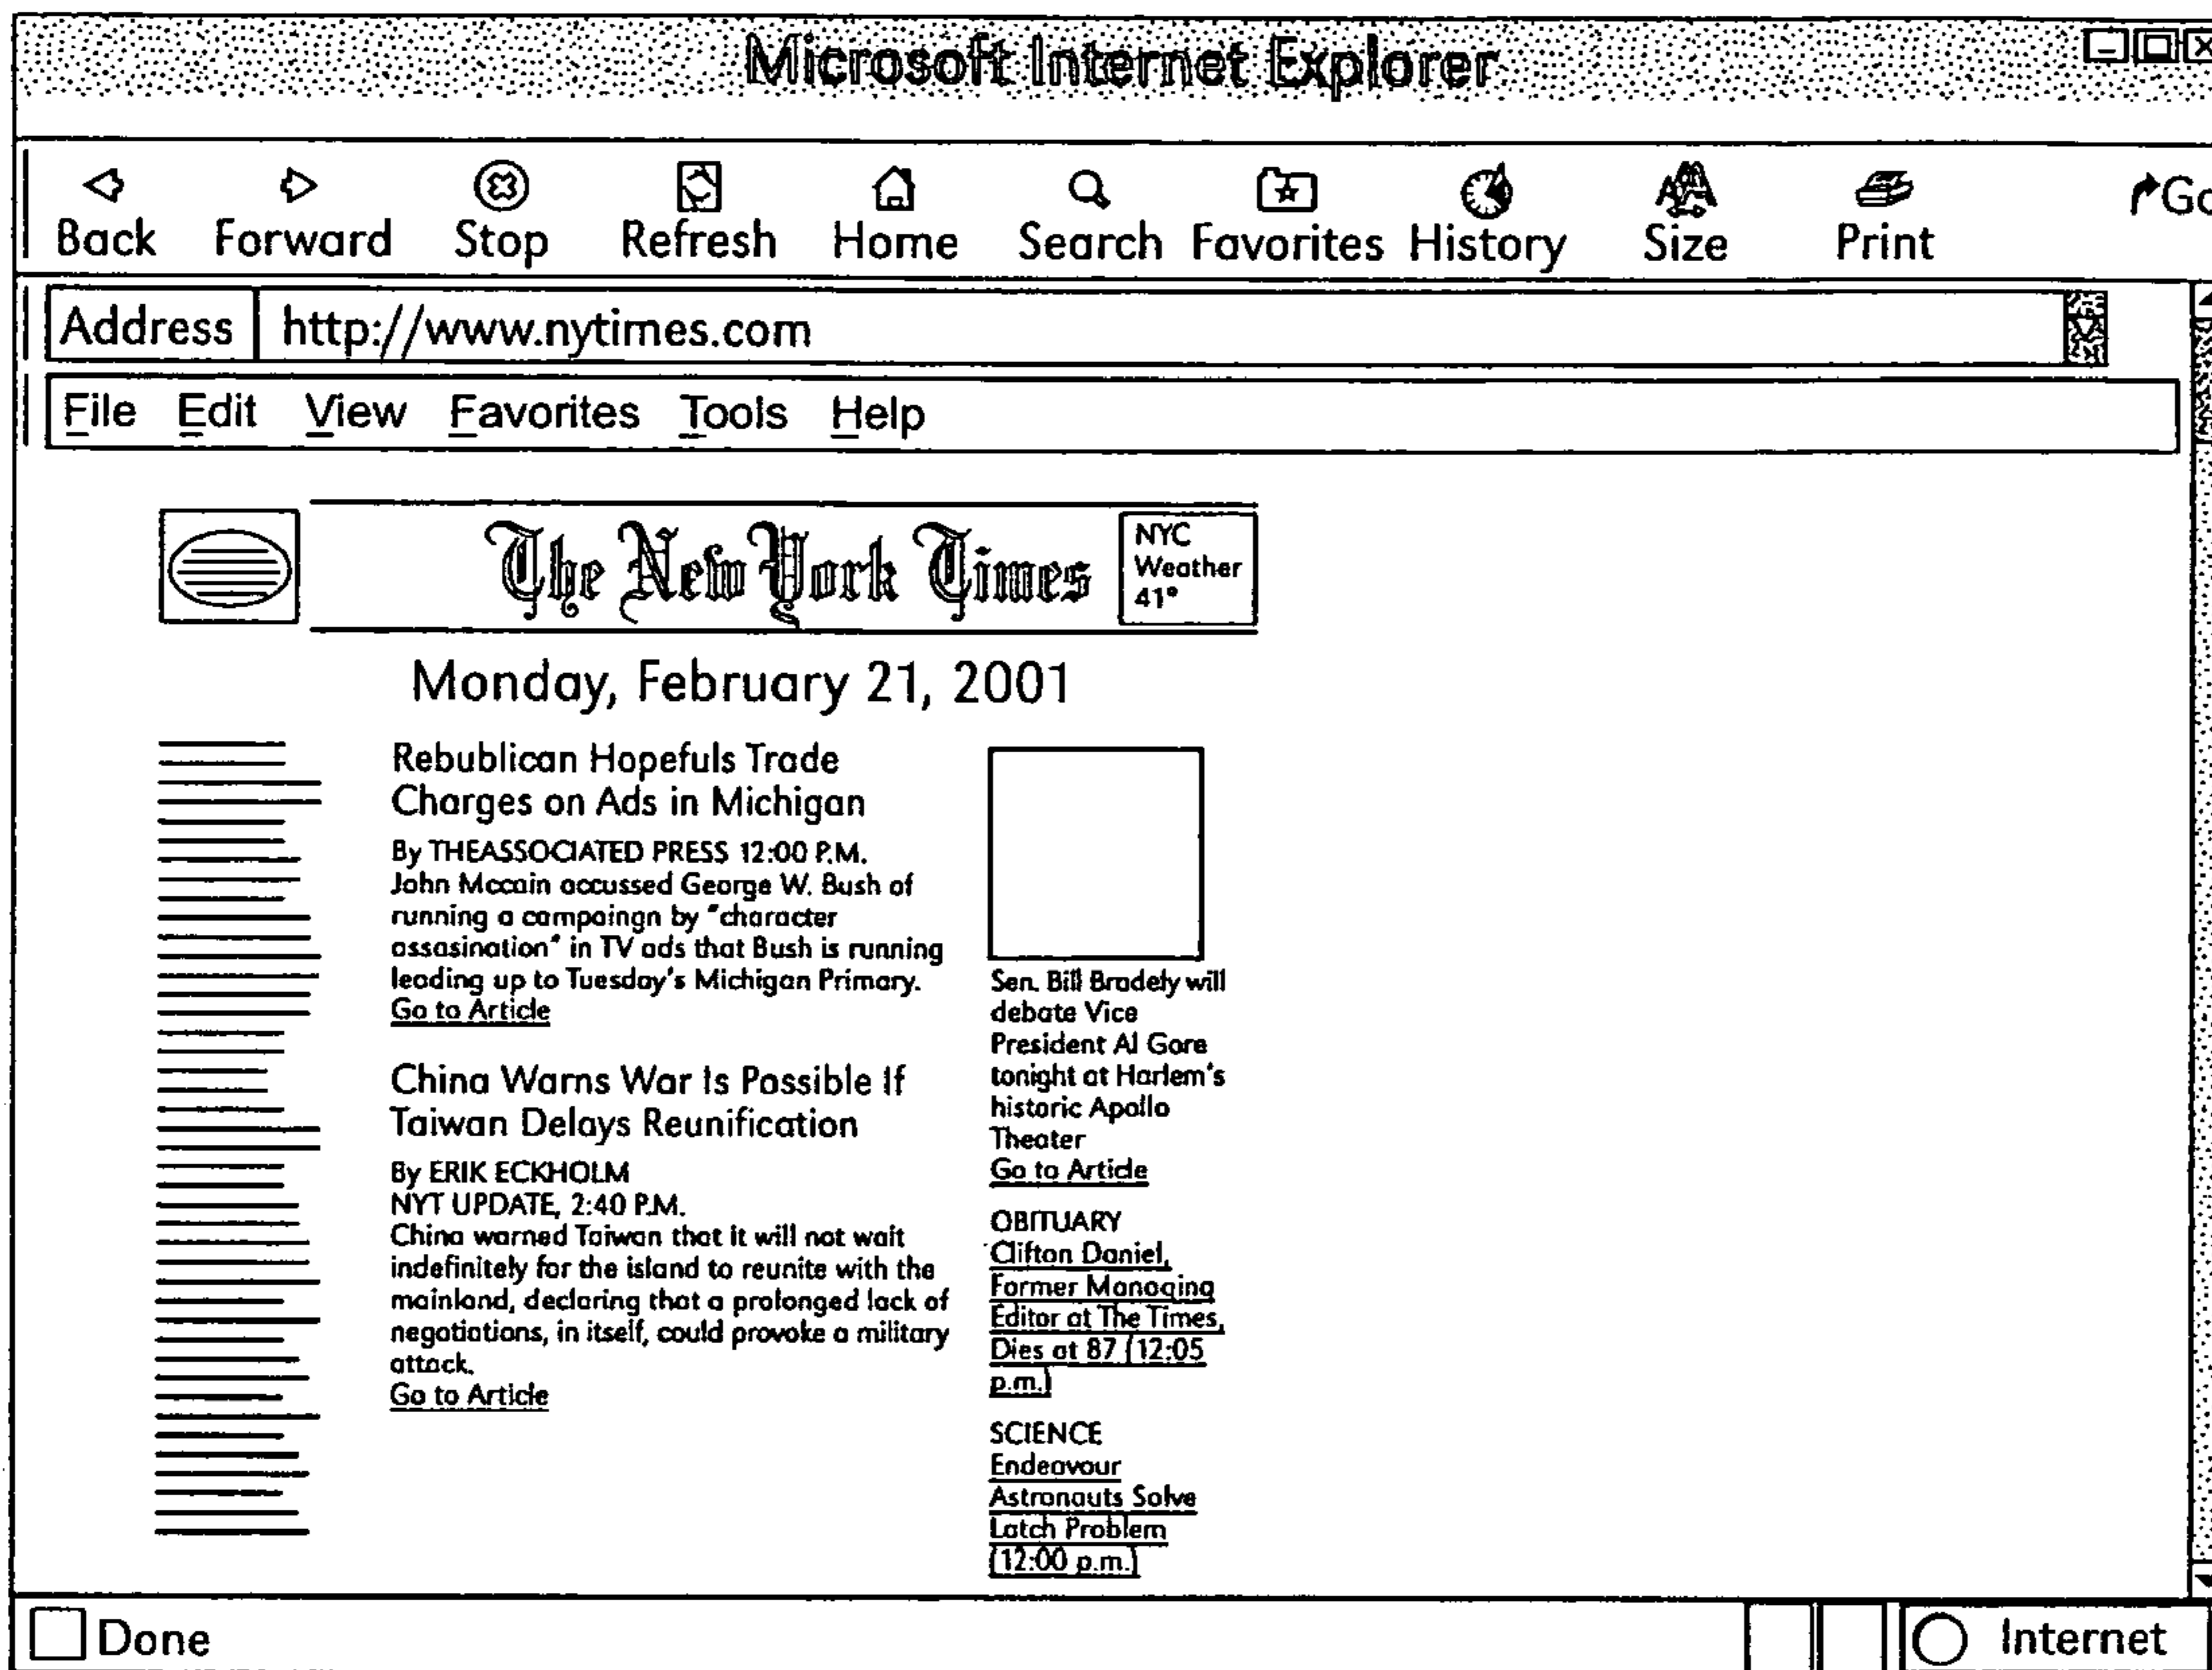 Microsoft Internet Explorer
Back Forward Stop Refresh Home Search Favorites History Size Print Go
Address http://www.nytimes.com
File Edit View Favorites Tools Help
The New York Times
NYC
Weather
41°
Monday, February 21, 2001
Rebublican Hopefuls Trade
Charges on Ads in Michigan
By THEASSOCIATED PRESS 12:00 P.M.
John Mccain accussed George W. Bush of
running a campaingn by "character
assasination" in TV ads that Bush is running
leading up to Tuesday's Michigan Primary.
Go to Article
China Warns War Is Possible If
Taiwan Delays Reunification
By ERIK ECKHOLM
NYT UPDATE, 2:40 P.M.
China warned Taiwan that it will not wait
indefinitely for the island to reunite with the
mainland, declaring that a prolonged lack of
negotiations, in itself, could provoke a military
attack.
Go to Article
Sen. Bill Bradely will
debate Vice
President Al Gore
tonight at Harlem's
historic Apollo
Theater
Go to Article
OBITUARY
Clifton Daniel,
Former Managing
Editor at The Times,
Dies at 87 (12:05
p.m.)
SCIENCE
Endeavour
Astronauts Solve
Latch Problem
(12:00 p.m.)
Done
Internet